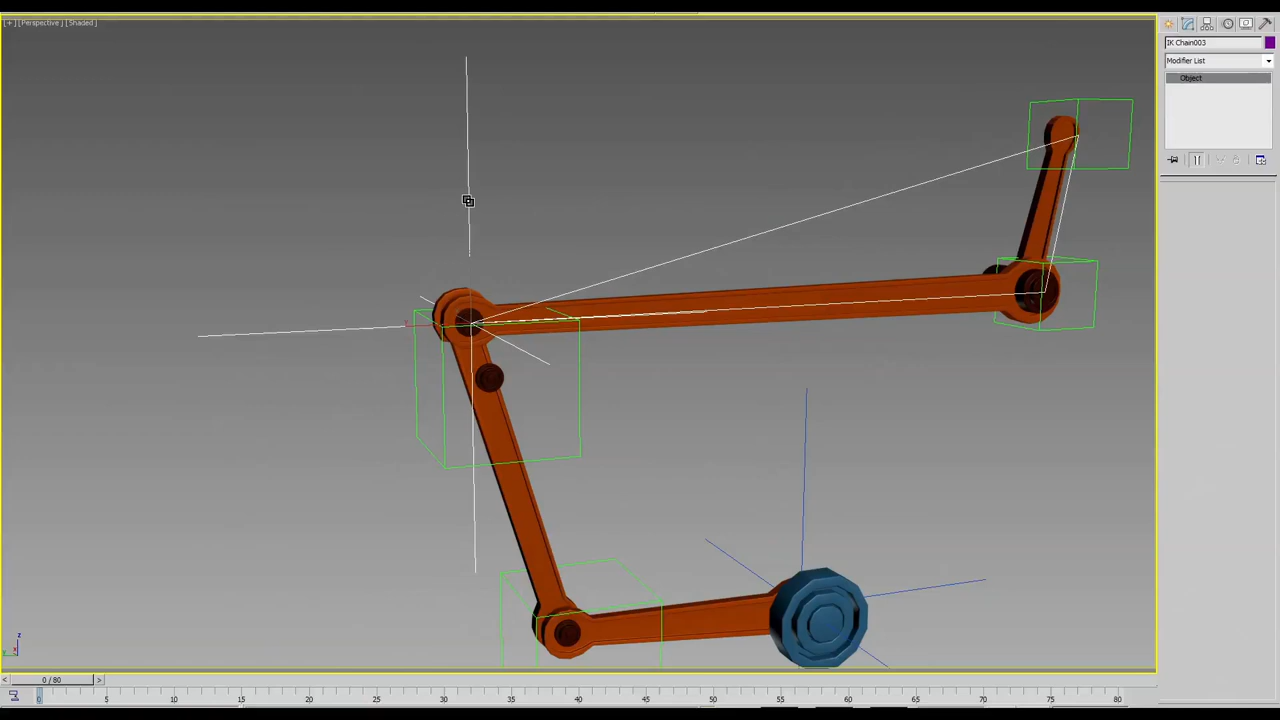 [+] [Perspective] [Shaded]
IK Chain003
Modifier List
Object
z
0 / 80
0 5 10 15 20 25 30 35 40 45 50 55 60 65 70 75 80